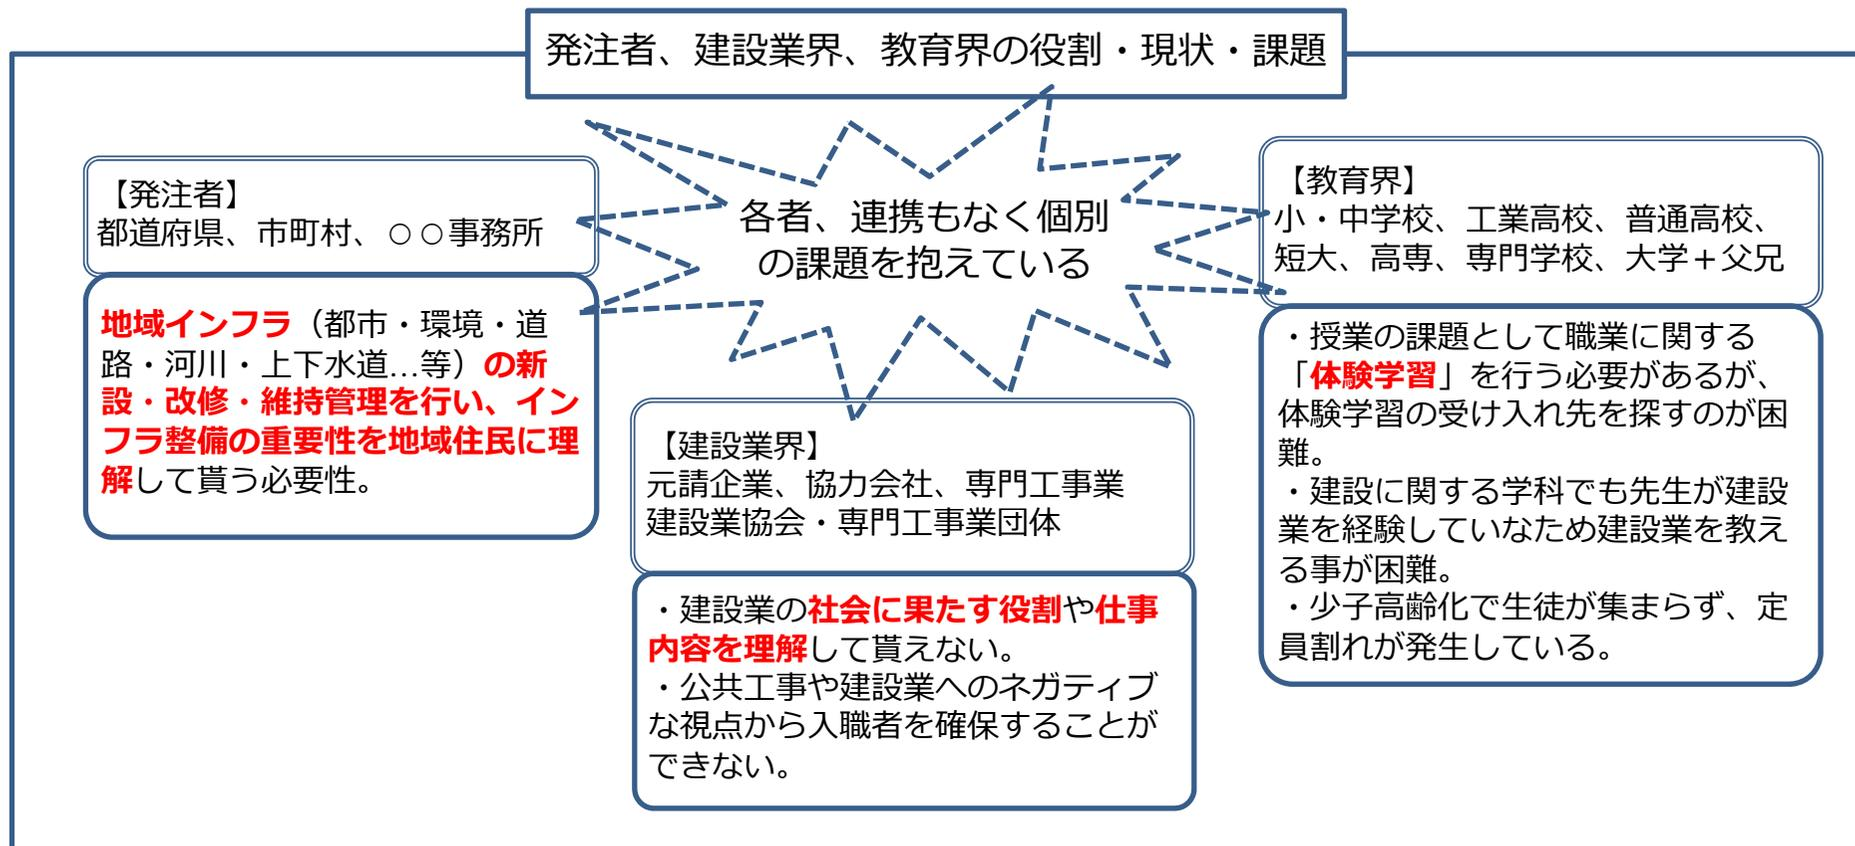 発注者、建設業界、教育界の役割・現状・課題
各者、連携もなく個別
の課題を抱えている
【発注者】
都道府県、市町村、○○事務所
地域インフラ（都市・環境・道
路・河川・上下水道…等）の新
設・改修・維持管理を行い、イン
フラ整備の重要性を地域住民に理
解して貰う必要性。
【建設業界】
元請企業、協力会社、専門工事業
建設業協会・専門工事業団体
・建設業の社会に果たす役割や仕事
内容を理解して貰えない。
・公共工事や建設業へのネガティブ
な視点から入職者を確保することが
できない。
【教育界】
小・中学校、工業高校、普通高校、
短大、高専、専門学校、大学＋父兄
・授業の課題として職業に関する
「体験学習」を行う必要があるが、
体験学習の受け入れ先を探すのが困
難。
・建設に関する学科でも先生が建設
業を経験していなため建設業を教え
る事が困難。
・少子高齢化で生徒が集まらず、定
員割れが発生している。